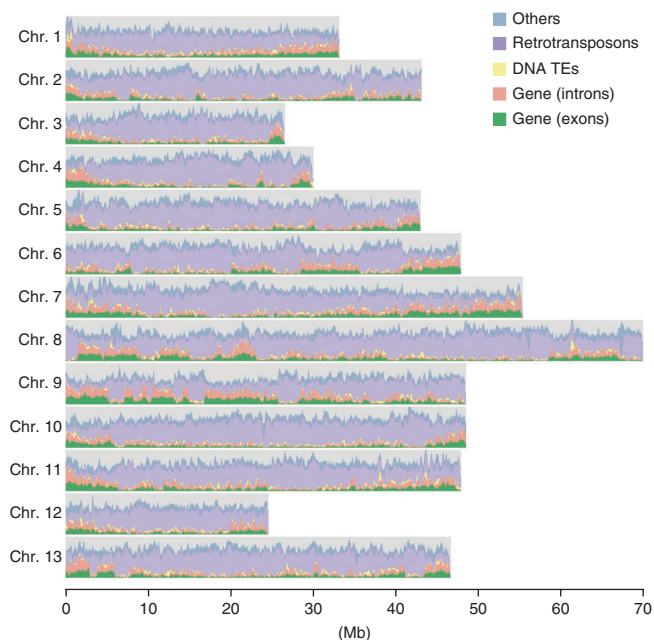 Others
Retrotransposons
DNA TEs
Gene (introns)
Gene (exons)
Chr. 1
Chr. 2
Chr. 3
Chr. 4
Chr. 5
Chr. 6
Chr. 7
Chr. 8
Chr. 9
Chr. 10
Chr. 11
Chr. 12
Chr. 13
0 10 20 30 40 50 60 70
(Mb)